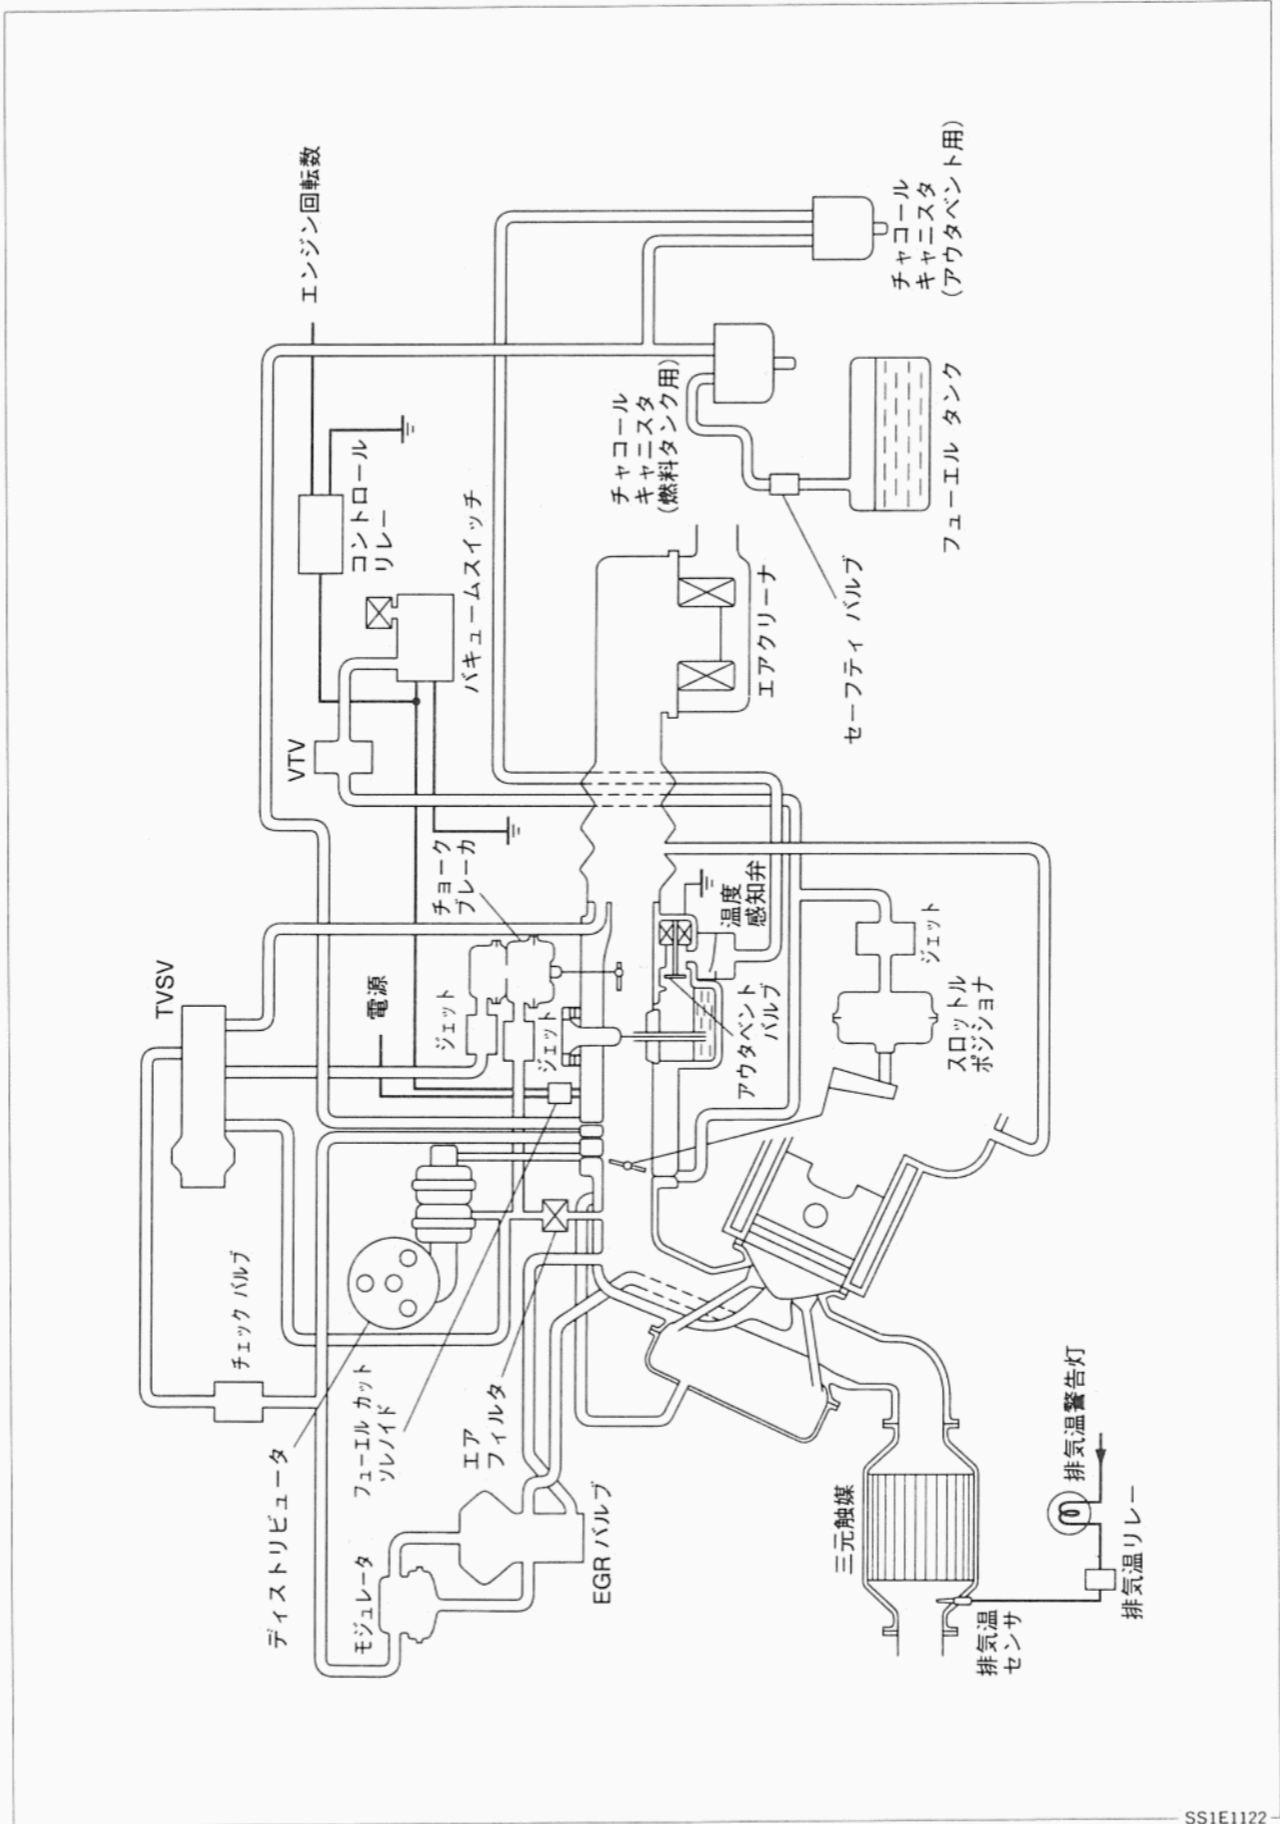 TVSV
チェック バルブ
ディストリビュータ
モジュレータ
フューエル カット
ソレノイド
エア
フィルタ
EGR バルブ
電源
ジェット
ジェット
チョーク
ブレーカ
VTV
エンジン回転数
コントロール
リレー
バキュームスイッチ
チャコール
キャニスタ
(燃料タンク用)
チャコール
キャニスタ
(アウタベント用)
フューエル タンク
セーフティ バルブ
エアクリーナ
温度
感知弁
アウタベント
バルブ
ジェット
スロットル
ポジショナ
三元触媒
排気温警告灯
排気温リレー
排気温
センサ
SS1E1122